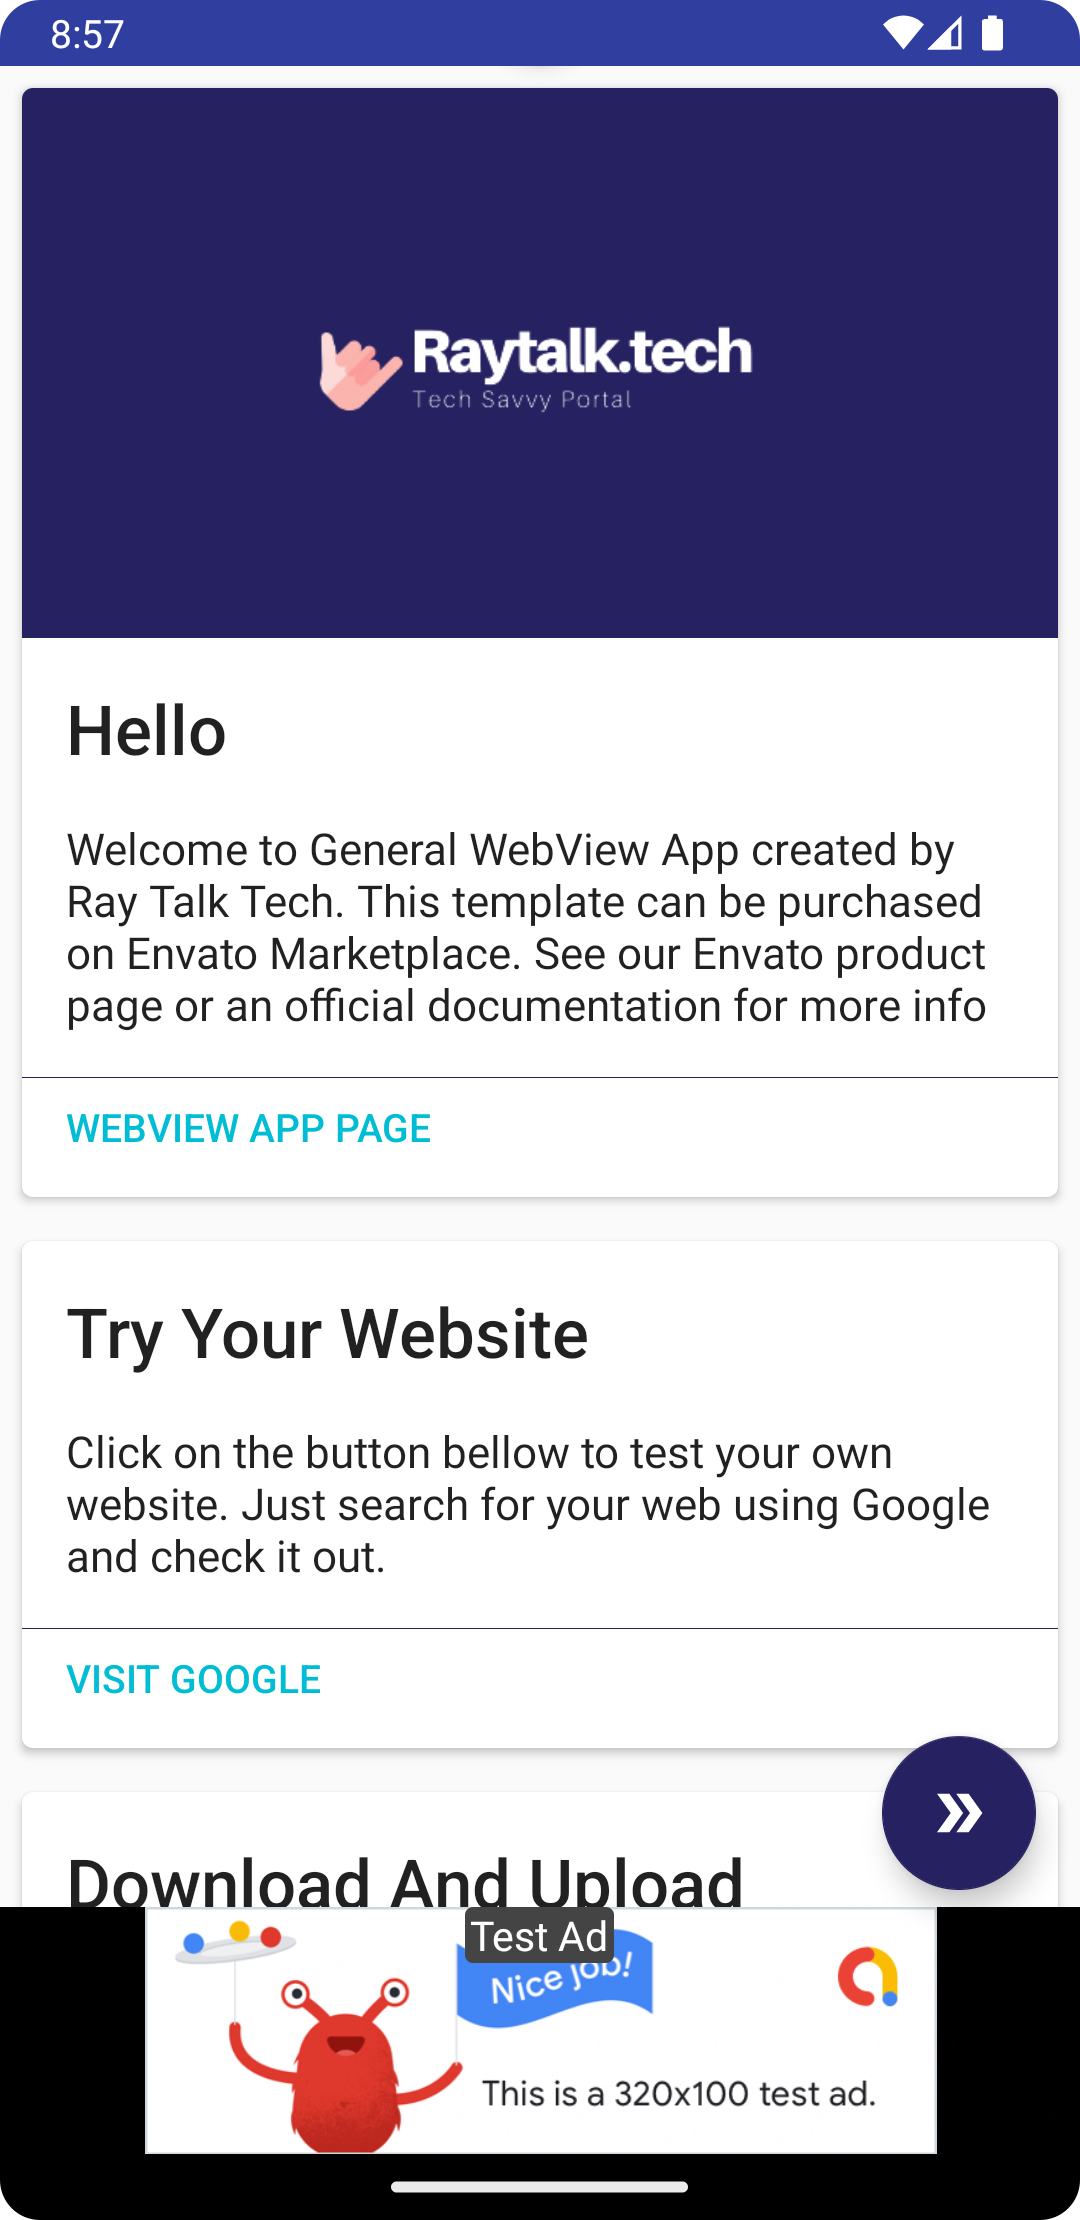 8:57
Raytalk.tech
Tech Savvy Portal
Hello
Welcome to General WebView App created by
Ray Talk Tech. This template can be purchased
on Envato Marketplace. See our Envato product
page or an official documentation for more info
WEBVIEW APP PAGE
Try Your Website
Click on the button bellow to test your own
website. Just search for your web using Google
and check it out.
VISIT GOOGLE
Download And Upload
Test Ad
Nice job!
This is a 320x100 test ad.